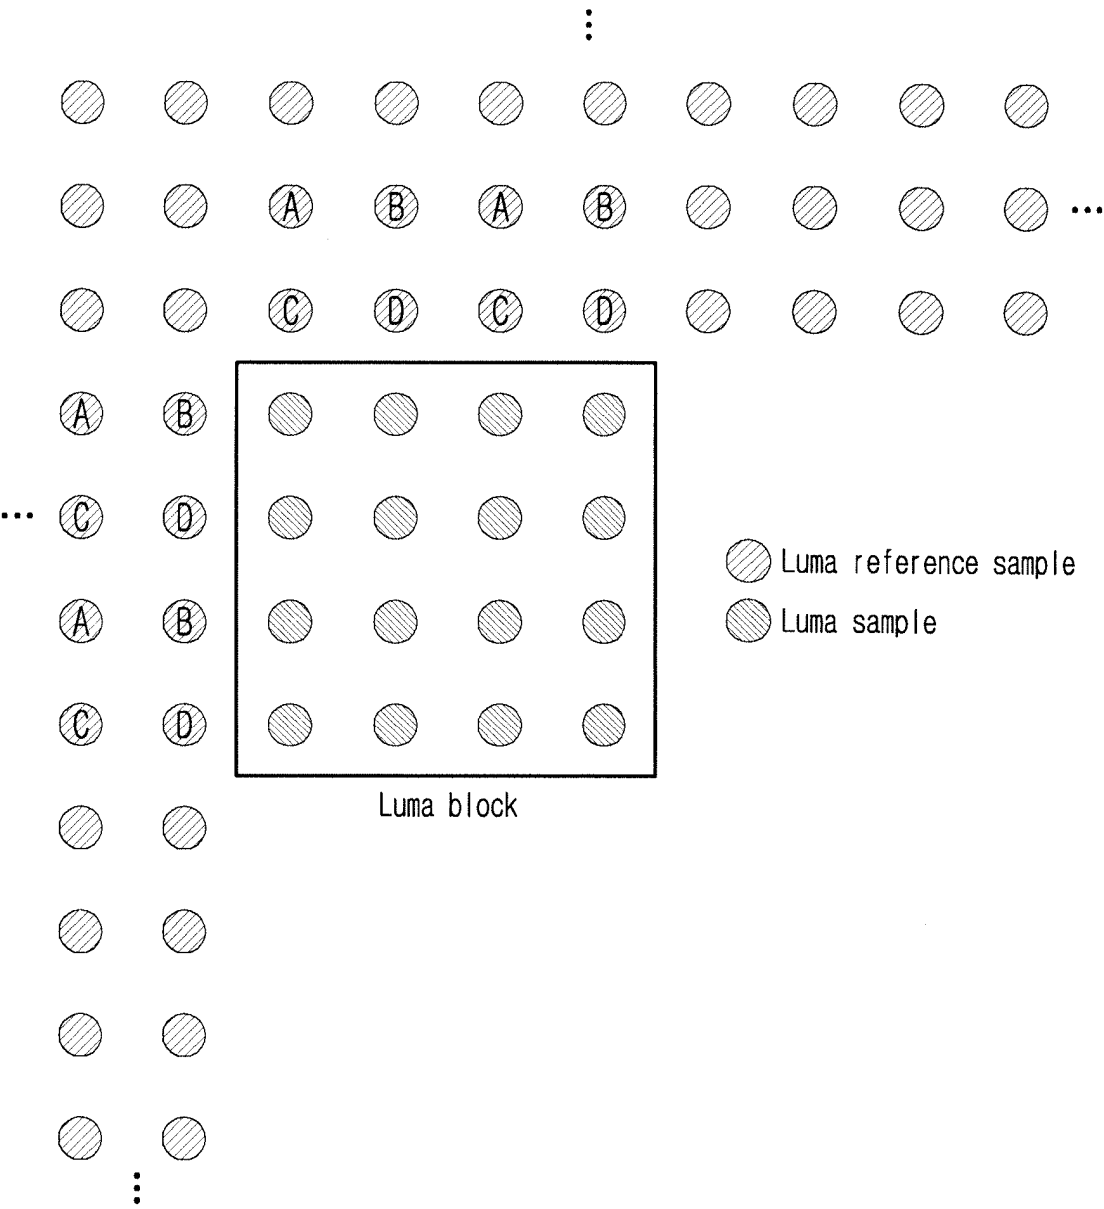 ⋮
A B A B ...
C D C D
A B
... C D
A B
C D
Luma reference sample
Luma sample
Luma block
⋮